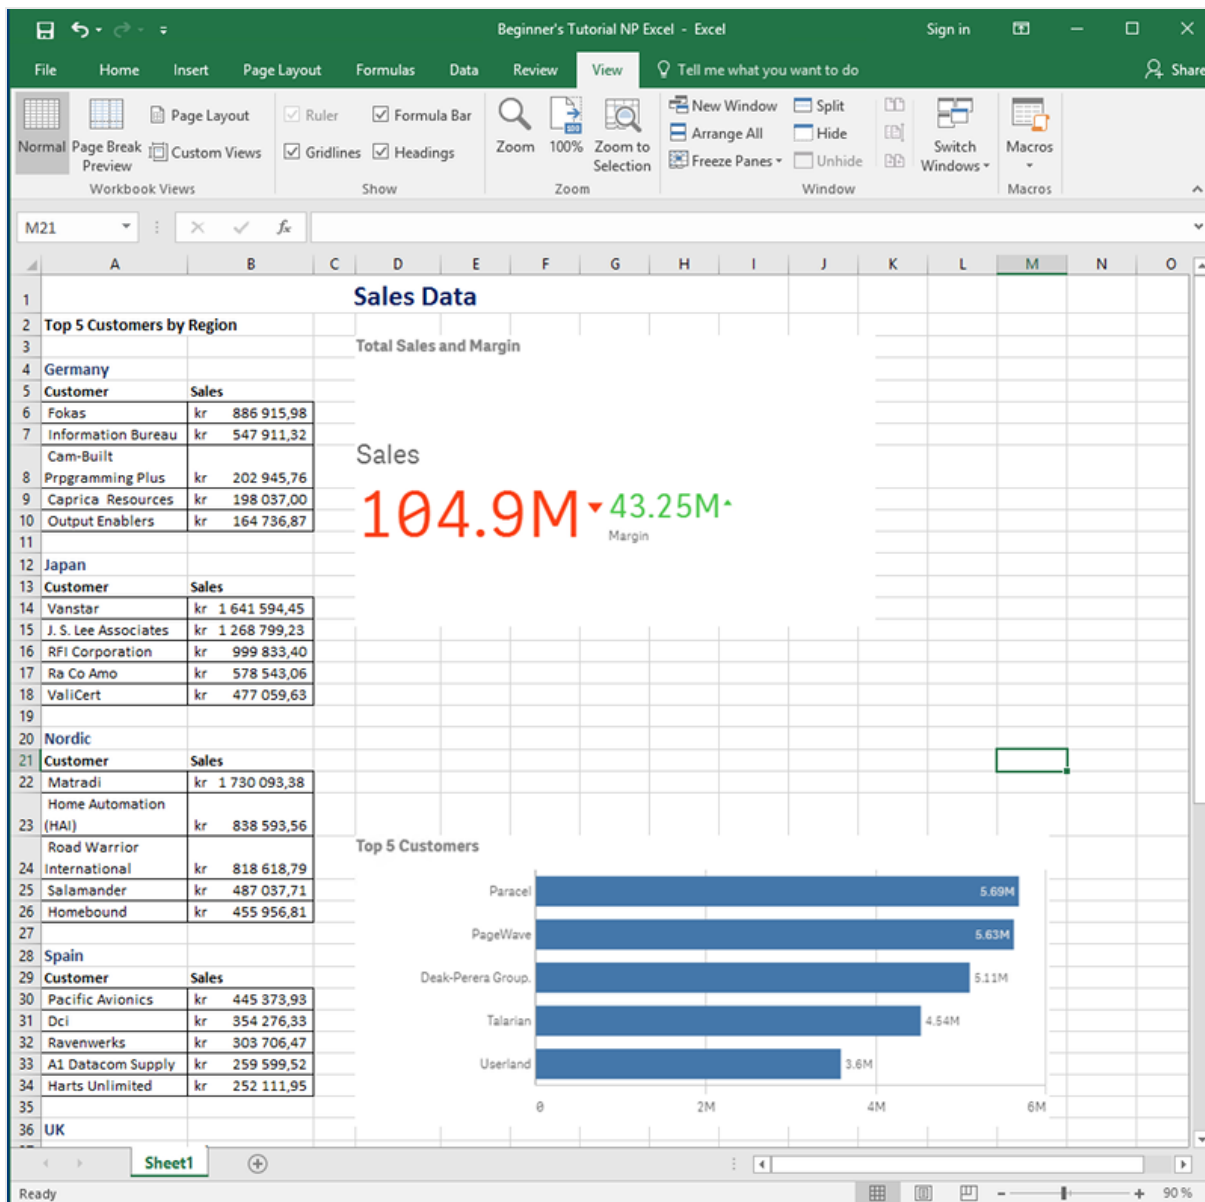 Beginner's Tutorial NP Excel - Excel
Sign in
File Home Insert Page Layout Formulas Data Review View Tell me what you want to do Share
Normal
Page Break Preview
Page Layout
Custom Views
Workbook Views
Ruler
Formula Bar
Gridlines
Headings
Show
Zoom
100%
Zoom to Selection
Zoom
New Window
Arrange All
Freeze Panes
Split
Hide
Unhide
Switch Windows
Window
Macros
Macros
M21
fx
A B C D E F G H I J K L M N O
1 Sales Data
2 Top 5 Customers by Region
3
4 Germany
5 Customer Sales
6 Fokas kr 886 915,98
7 Information Bureau kr 547 911,32
Cam-Built
8 Prpgramming Plus kr 202 945,76
9 Caprica Resources kr 198 037,00
10 Output Enablers kr 164 736,87
11
12 Japan
13 Customer Sales
14 Vanstar kr 1 641 594,45
15 J. S. Lee Associates kr 1 268 799,23
16 RFI Corporation kr 999 833,40
17 Ra Co Amo kr 578 543,06
18 ValiCert kr 477 059,63
19
20 Nordic
21 Customer Sales
22 Matradi kr 1 730 093,38
Home Automation
23 (HAI) kr 838 593,56
Road Warrior
24 International kr 818 618,79
25 Salamander kr 487 037,71
26 Homebound kr 455 956,81
27
28 Spain
29 Customer Sales
30 Pacific Avionics kr 445 373,93
31 Dci kr 354 276,33
32 Ravenwerks kr 303 706,47
33 A1 Datacom Supply kr 259 599,52
34 Harts Unlimited kr 252 111,95
35
36 UK
Total Sales and Margin
Sales
104.9M 43.25M
Margin
Top 5 Customers
Paracel 5.69M
PageWave 5.63M
Deak-Perera Group. 5.11M
Talarian 4.54M
Userland 3.6M
0 2M 4M 6M
Sheet1
Ready
90 %